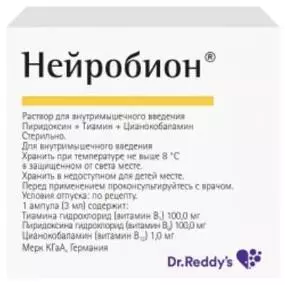 Нейробион®
Раствор для внутримышечного введения
Пиридоксин + Тиамин + Цианокобаламин
Стерильно.
Для внутримышечного введения
Хранить при температуре не выше 8 °C
в защищенном от света месте.
Хранить в недоступном для детей месте.
Перед применением проконсультируйтесь с врачом.
Условия отпуска: по рецепту.
1 ампула (3 мл) содержит:
Тиамина гидрохлорид (витамин B₁) 100,0 мг
Пиридоксина гидрохлорид (витамин B₆) 100,0 мг
Цианокобаламин (витамин B₁₂) 1,0 мг
Мерк КГаА, Германия
Dr.Reddy's